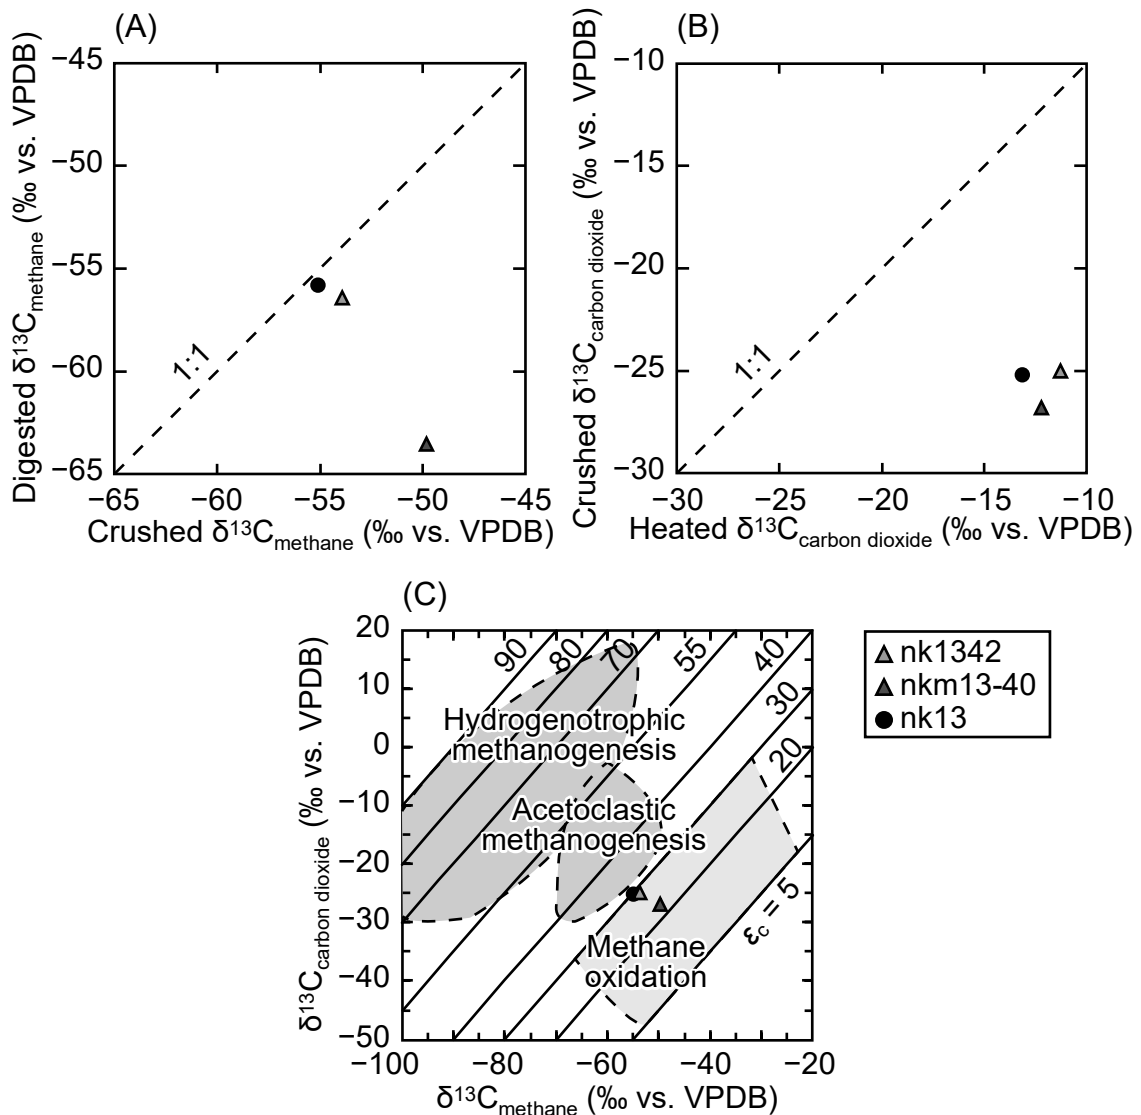 (A)
Digested δ¹³Cmethane (‰ vs. VPDB)
−45
−50
−55
−60
−65
1:1
−65 −60 −55 −50 −45
Crushed δ¹³Cmethane (‰ vs. VPDB)
(B)
Crushed δ¹³Ccarbon dioxide (‰ vs. VPDB)
−10
−15
−20
−25
−30
1:1
−30 −25 −20 −15 −10
Heated δ¹³Ccarbon dioxide (‰ vs. VPDB)
(C)
δ¹³Ccarbon dioxide (‰ vs. VPDB)
20
10
0
−10
−20
−30
−40
−50
90 80 70 55 40
30
20
εc = 5
Hydrogenotrophic
methanogenesis
Acetoclastic
methanogenesis
Methane
oxidation
−100 −80 −60 −40 −20
δ¹³Cmethane (‰ vs. VPDB)
nk1342
nkm13-40
nk13